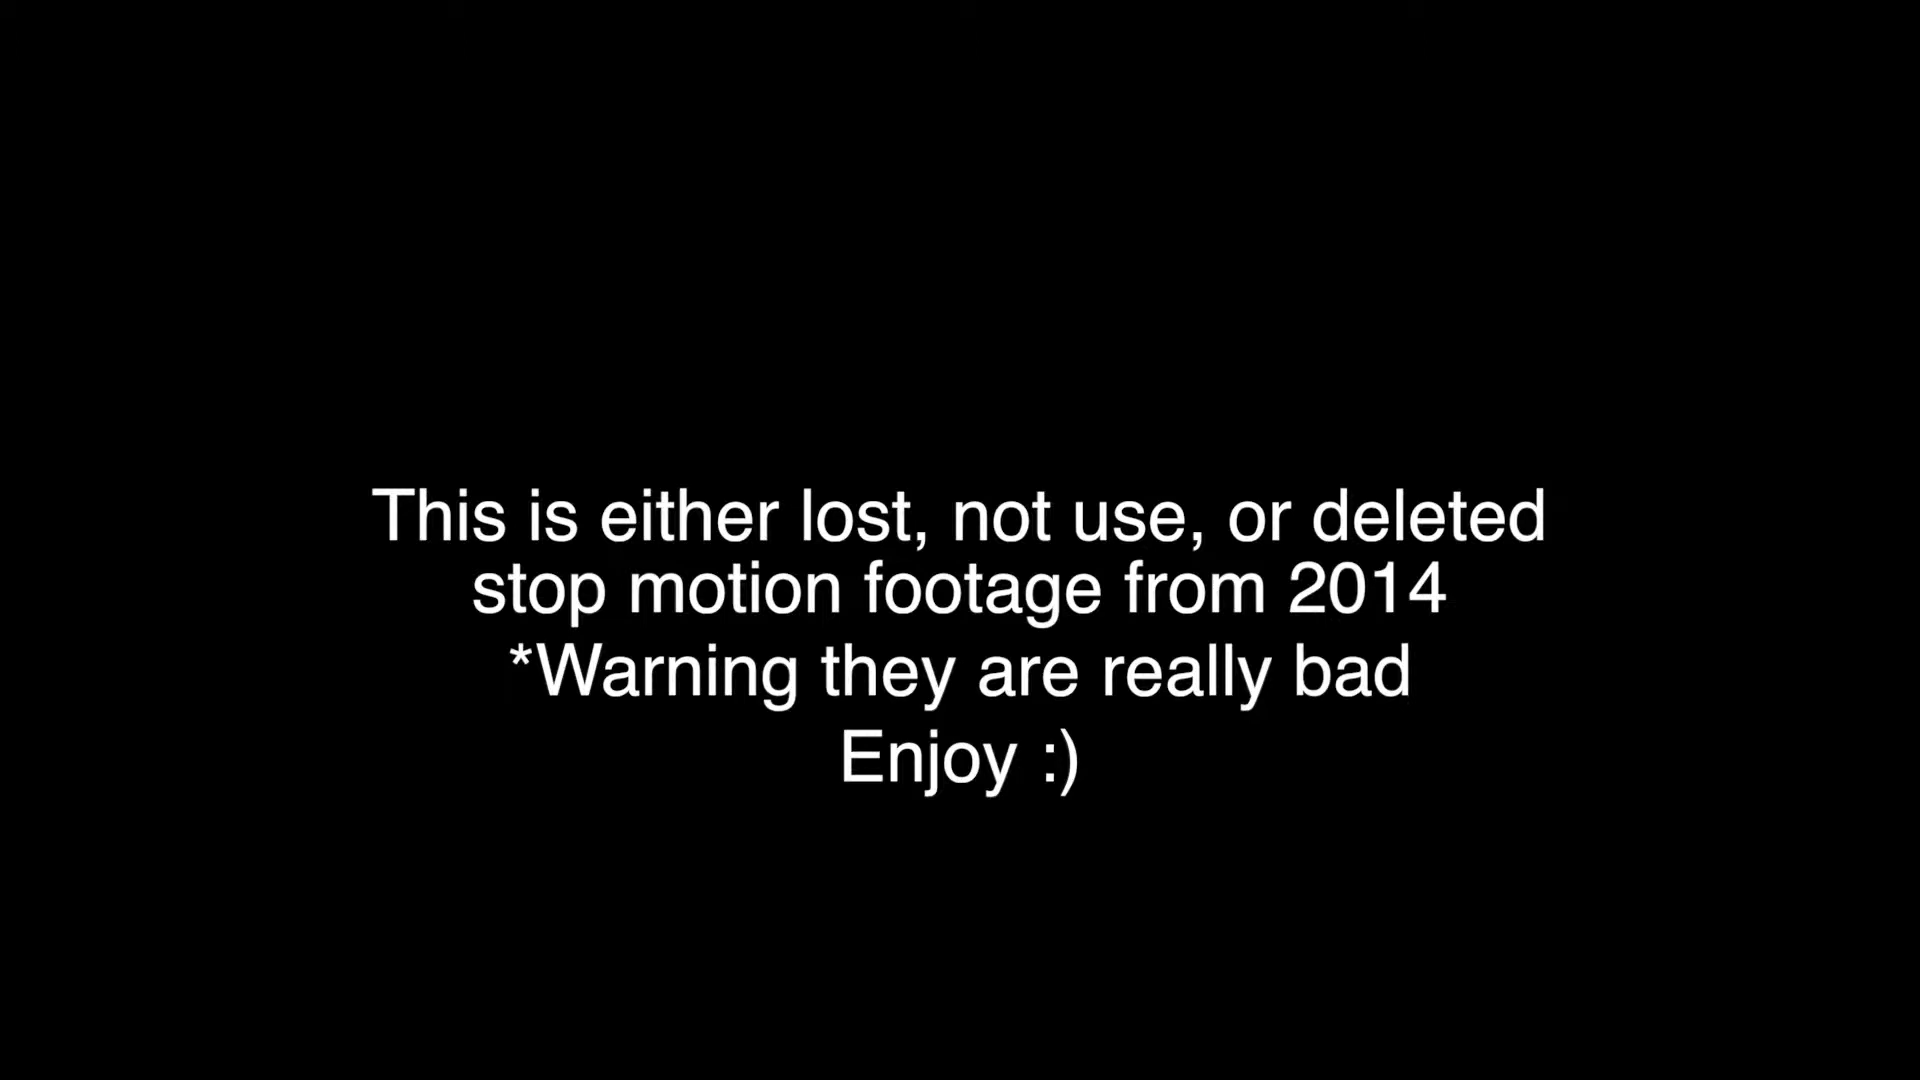 This is either lost, not use, or deleted
stop motion footage from 2014
*Warning they are really bad
Enjoy :)